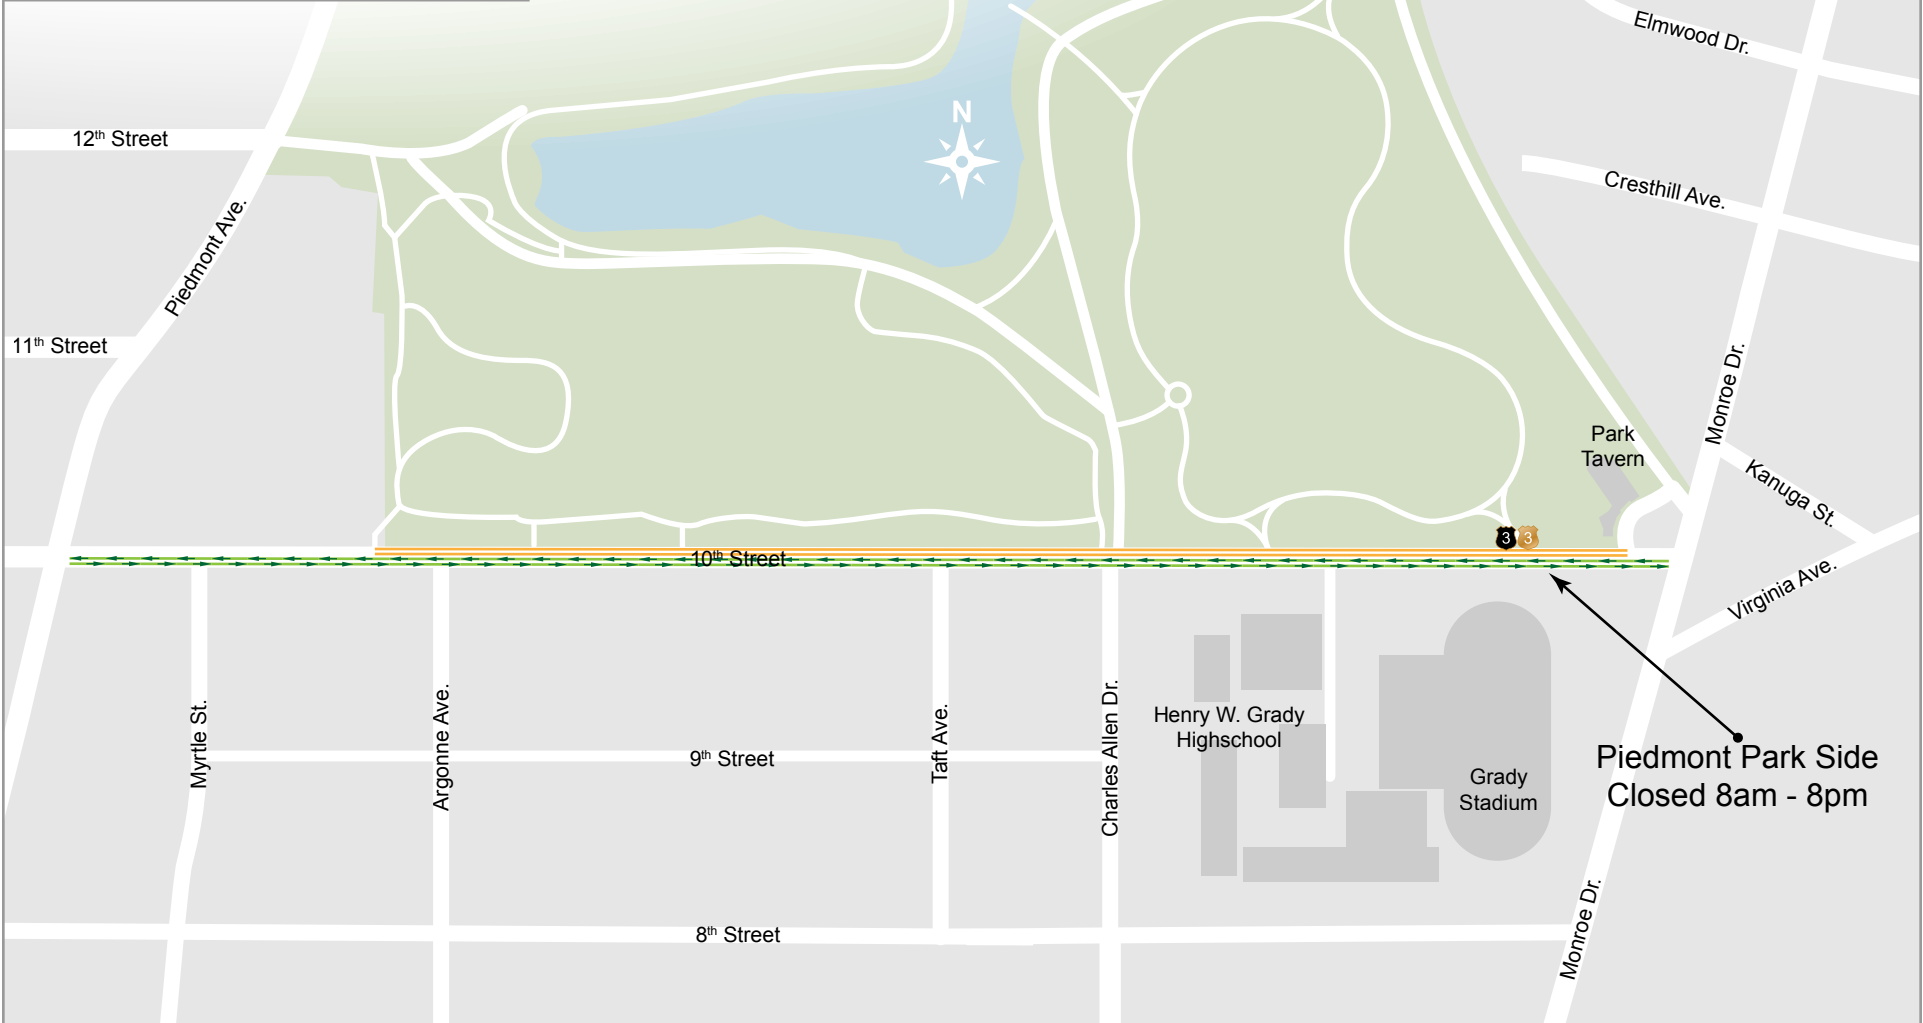 Elmwood Dr.
N
12th Street
Cresthill Ave.
Piedmont Ave.
11th Street
Monroe Dr.
Park
Tavern
Kanuga St.
3 3
10th Street
Virginia Ave.
Myrtle St.
Argonne Ave.
Taft Ave.
Charles Allen Dr.
Henry W. Grady
Highschool
9th Street
Grady
Stadium
Piedmont Park Side
Closed 8am - 8pm
8th Street
Monroe Dr.